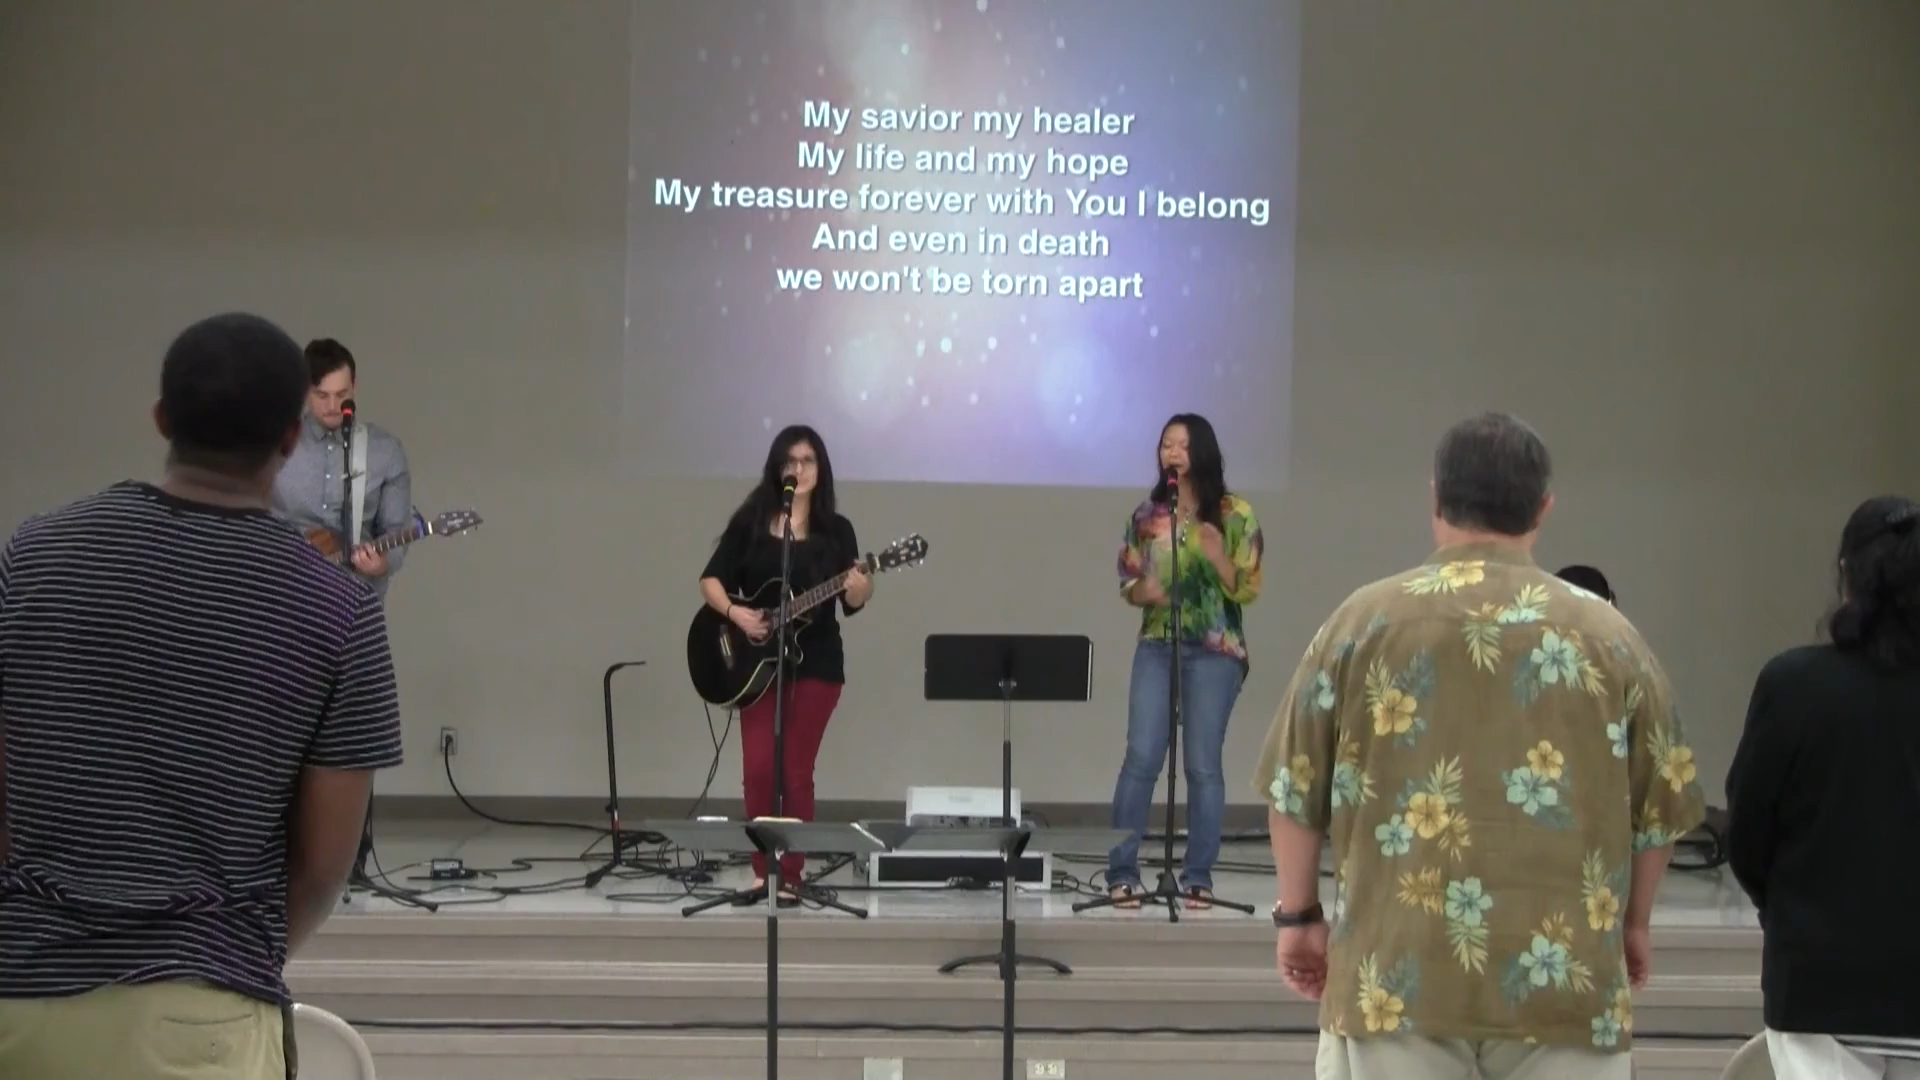 My savior my healer
My life and my hope
My treasure forever with You I belong
And even in death
we won't be torn apart